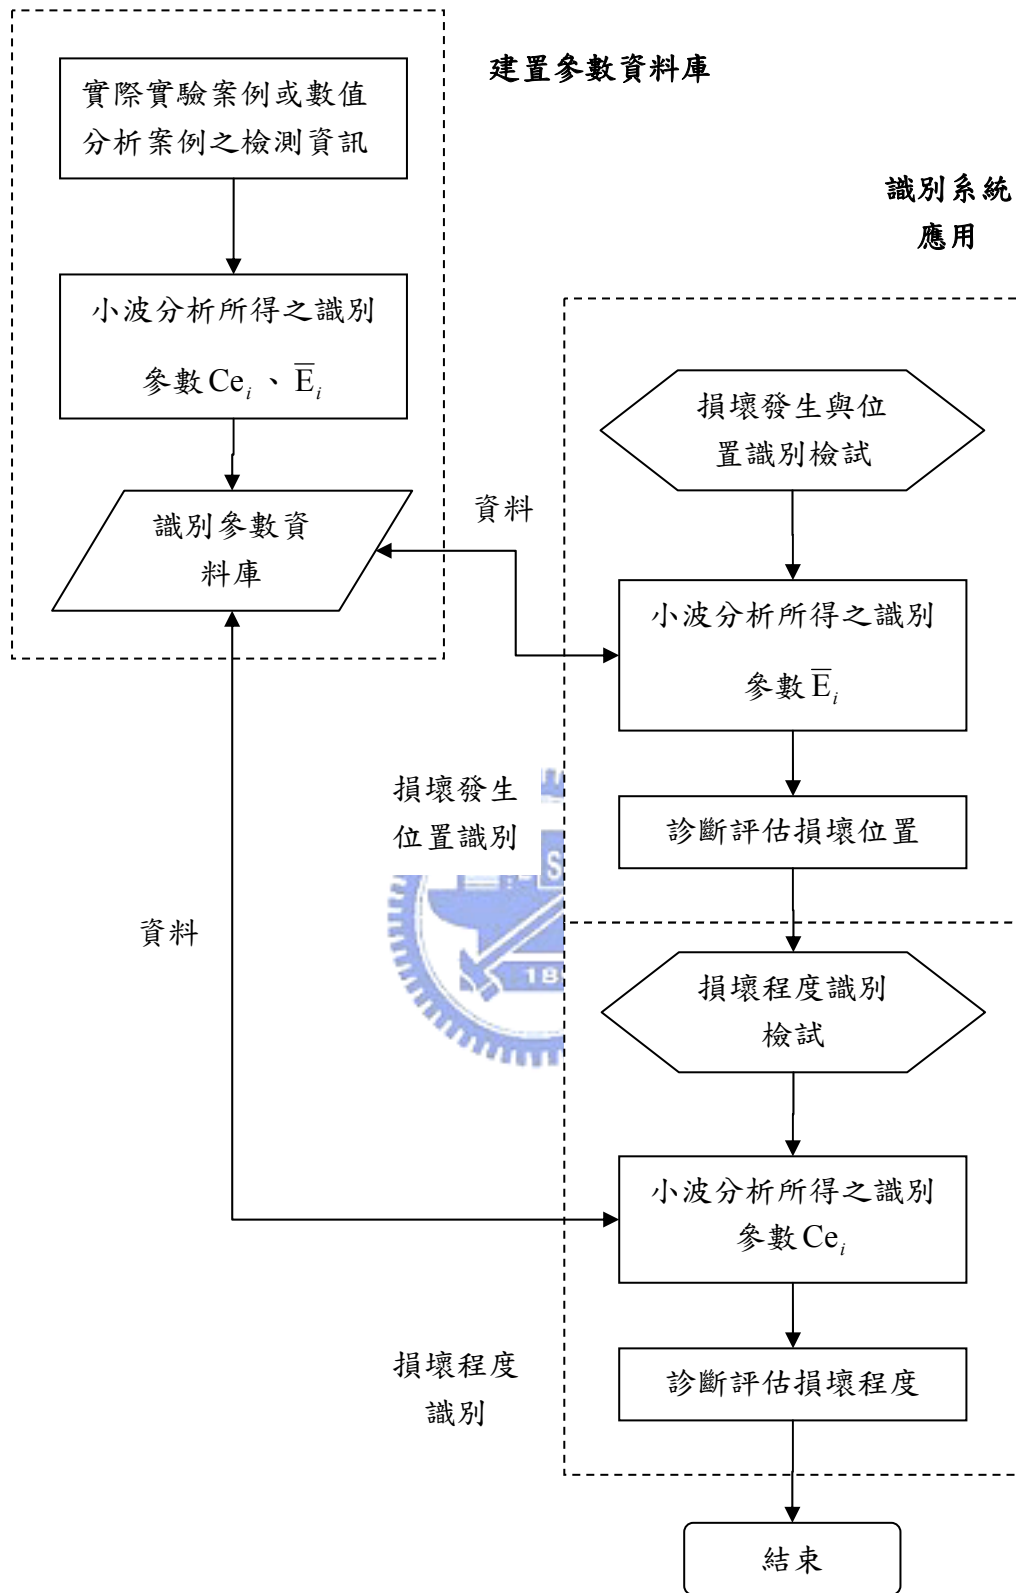 建置參數資料庫
實際實驗案例或數值
分析案例之檢測資訊
小波分析所得之識別
參數Ceᵢ、E̅ᵢ
識別參數資
料庫
資料
識別系統
應用
損壞發生與位
置識別檢試
小波分析所得之識別
參數E̅ᵢ
診斷評估損壞位置
損壞發生
位置識別
資料
損壞程度識別
檢試
小波分析所得之識別
參數Ceᵢ
診斷評估損壞程度
損壞程度
識別
結束
S
18